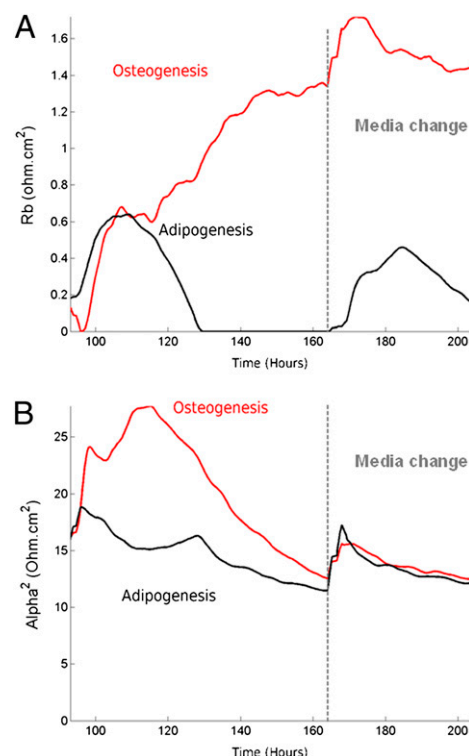 A
1.6
1.4
1.2
1
0.8
0.6
0.4
0.2
0
Rb (ohm.cm²)
Osteogenesis
Media change
Adipogenesis
100 120 140 160 180 200
Time (Hours)
B
25
20
15
10
5
0
Alpha² (Ohm.cm²)
Osteogenesis
Media change
Adipogenesis
100 120 140 160 180 200
Time (Hours)